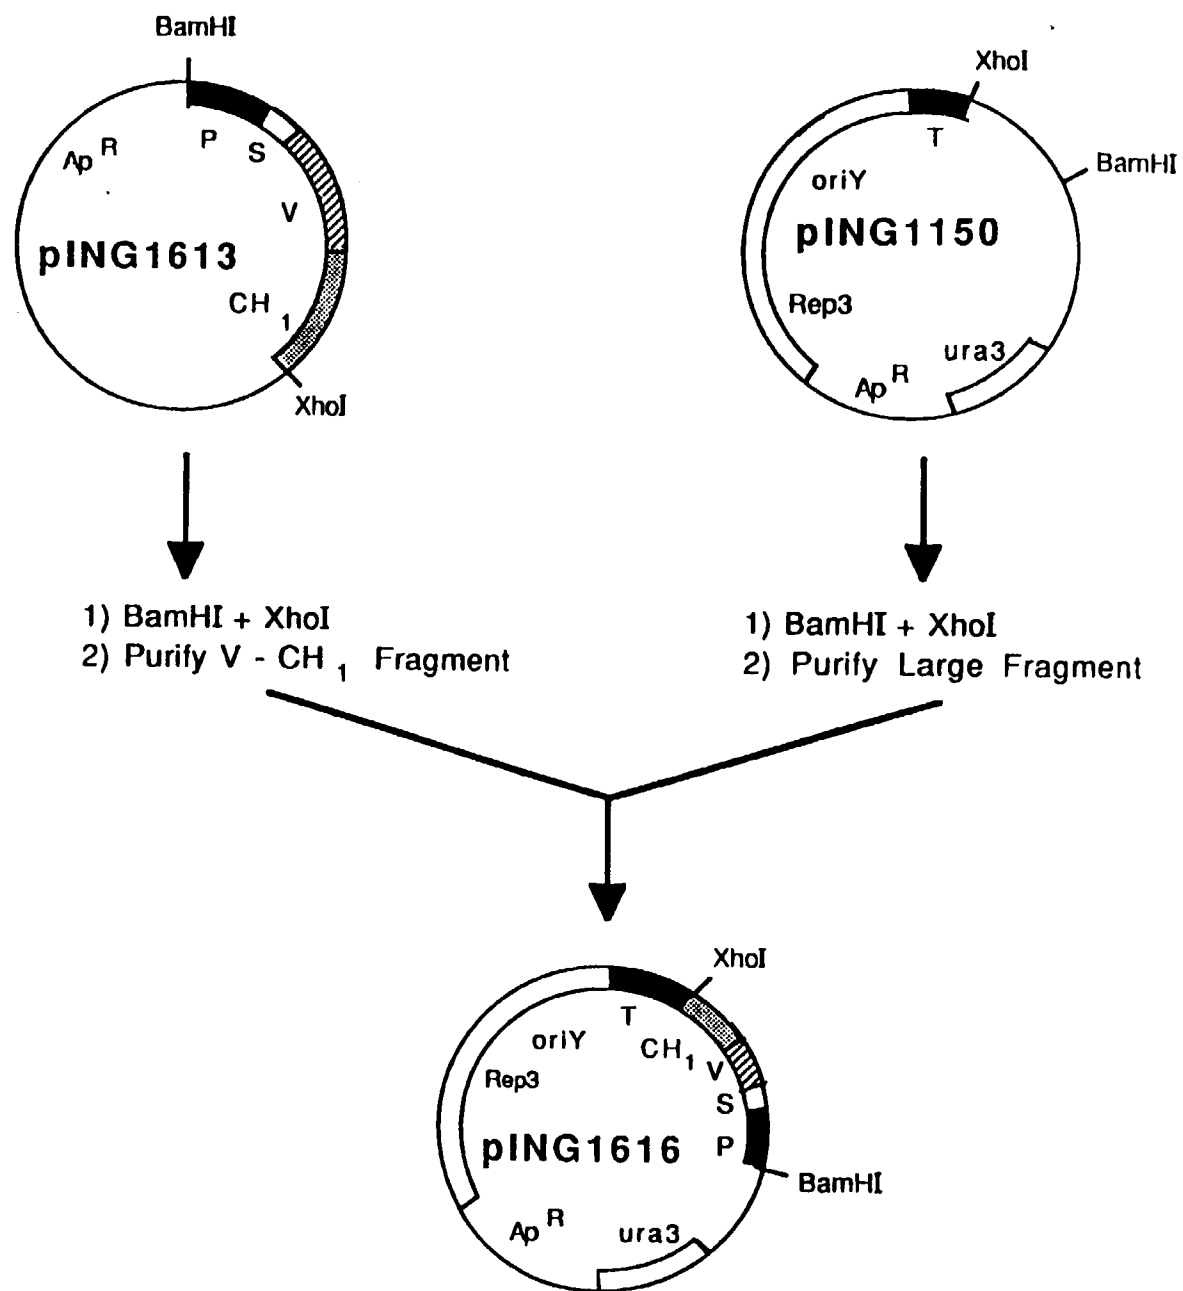 BamHI
Ap R
P
S
V
pING1613
CH 1
XhoI
XhoI
T
BamHI
oriY
pING1150
Rep3
ura3
Ap R
1) BamHI + XhoI
2) Purify V - CH 1 Fragment
1) BamHI + XhoI
2) Purify Large Fragment
XhoI
T
oriY
CH 1
V
Rep3
S
pING1616
P
BamHI
Ap R
ura3